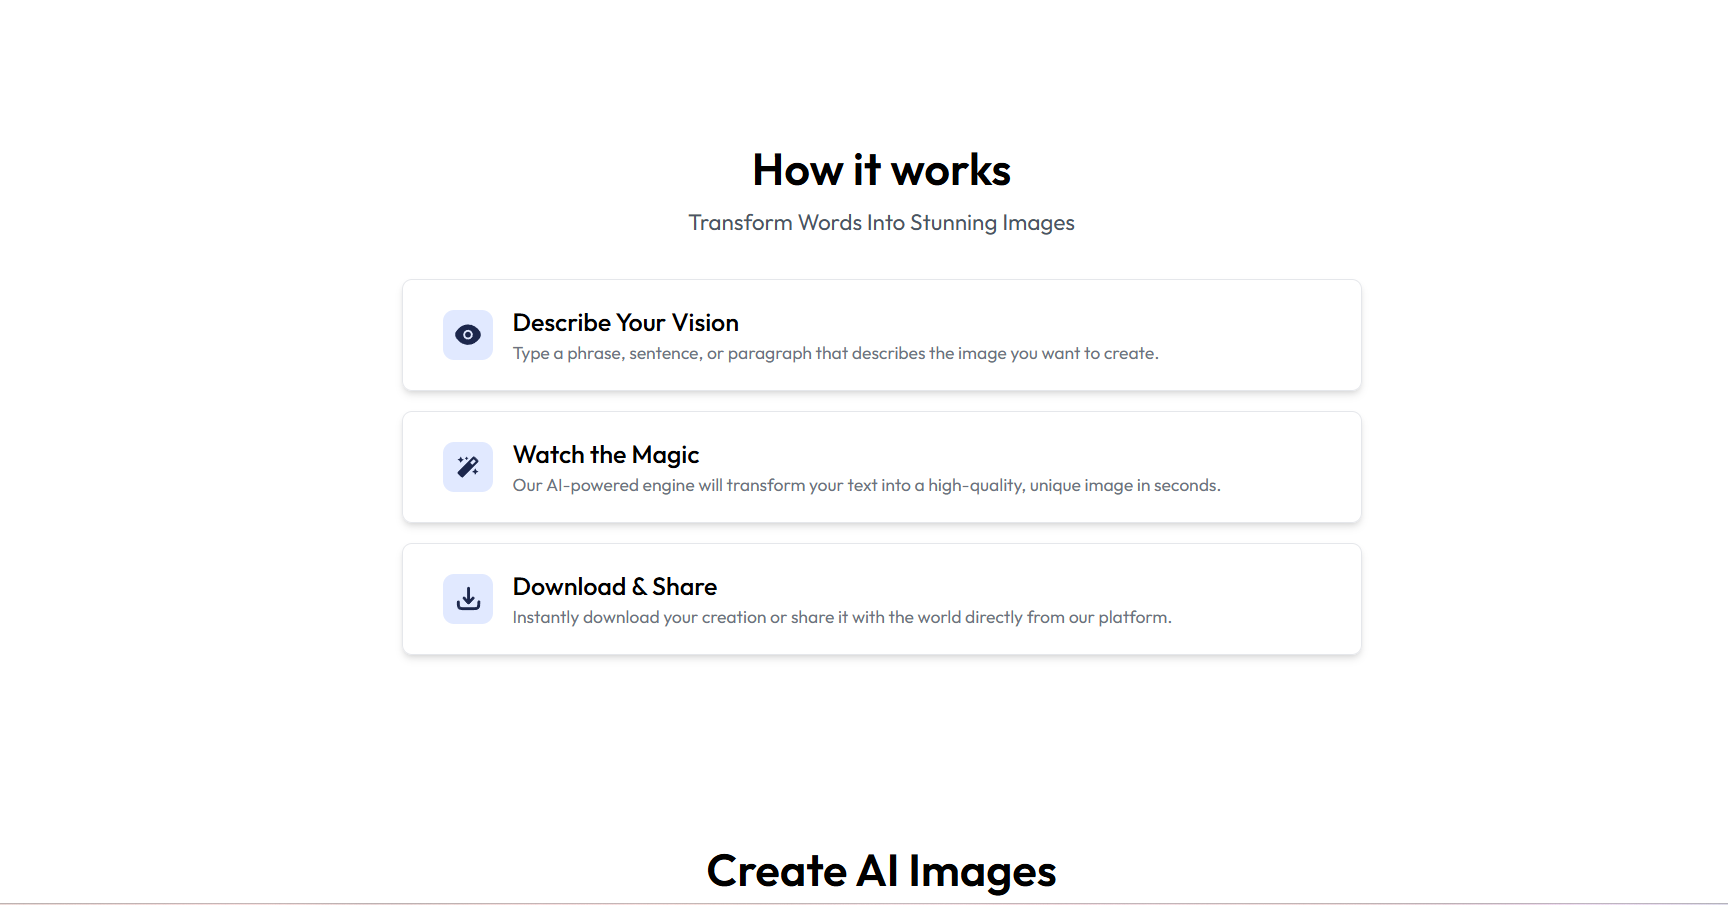 How it works
Transform Words Into Stunning Images
Describe Your Vision
Type a phrase, sentence, or paragraph that describes the image you want to create.
Watch the Magic
Our AI-powered engine will transform your text into a high-quality, unique image in seconds.
Download & Share
Instantly download your creation or share it with the world directly from our platform.
Create AI Images